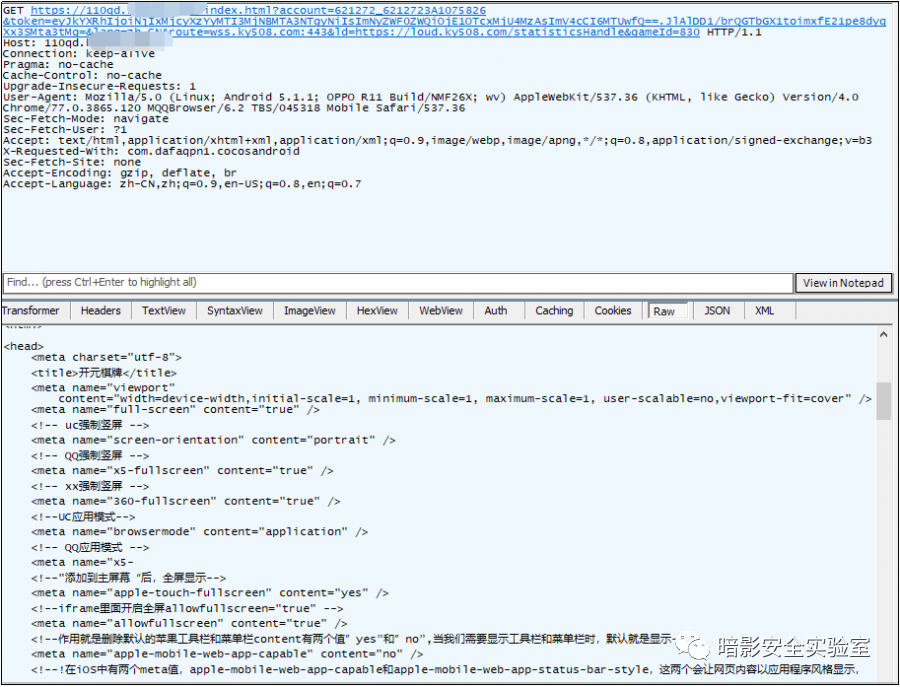 GET https://110qd. index.html?account=621272_6212723A1075826
&token=eyJkYXRhIjoiNjIxMjcyXzYyMTI3MjNBMTA3NTgyNiIsImNyZWF0ZWQiOjE1OTcxMjU4MzAsImV4cCI6MTUwfQ==.JlAlDD1/brQGTbGX1toimxfE21pe8dyq
Xx3SMta3tMg=&lang=zh-CN&route=wss.ky508.com:443&ld=https://loud.ky508.com/statisticsHandle&gameId=830 HTTP/1.1
Host: 110qd.
Connection: keep-alive
Pragma: no-cache
Cache-Control: no-cache
Upgrade-Insecure-Requests: 1
User-Agent: Mozilla/5.0 (Linux; Android 5.1.1; OPPO R11 Build/NMF26X; wv) AppleWebKit/537.36 (KHTML, like Gecko) Version/4.0
Chrome/77.0.3865.120 MQQBrowser/6.2 TBS/045318 Mobile Safari/537.36
Sec-Fetch-Mode: navigate
Sec-Fetch-User: ?1
Accept: text/html,application/xhtml+xml,application/xml;q=0.9,image/webp,image/apng,*/*;q=0.8,application/signed-exchange;v=b3
X-Requested-With: com.dafaqpn1.cocosandroid
Sec-Fetch-Site: none
Accept-Encoding: gzip, deflate, br
Accept-Language: zh-CN,zh;q=0.9,en-US;q=0.8,en;q=0.7
Find... (press Ctrl+Enter to highlight all) View in Notepad
Transformer Headers TextView SyntaxView ImageView HexView WebView Auth Caching Cookies Raw JSON XML
<head>
<meta charset="utf-8">
<title>开元棋牌</title>
<meta name="viewport"
content="width=device-width,initial-scale=1, minimum-scale=1, maximum-scale=1, user-scalable=no,viewport-fit=cover" />
<meta name="full-screen" content="true" />
<!-- uc强制竖屏 -->
<meta name="screen-orientation" content="portrait" />
<!-- QQ强制竖屏 -->
<meta name="x5-fullscreen" content="true" />
<!-- xx强制竖屏 -->
<meta name="360-fullscreen" content="true" />
<!--UC应用模式-->
<meta name="browsermode" content="application" />
<!-- QQ应用模式 -->
<meta name="x5-
<!--"添加到主屏幕 "后，全屏显示-->
<meta name="apple-touch-fullscreen" content="yes" />
<!--iframe里面开启全屏allowfullscreen="true" -->
<meta name="allowfullscreen" content="true" />
<!--作用就是删除默认的苹果工具栏和菜单栏content有两个值" yes"和" no",当我们需要显示工具栏和菜单栏时，默认就是显示
<meta name="apple-mobile-web-app-capable" content="no" />
<!--!在iOS中有两个meta值，apple-mobile-web-app-capable和apple-mobile-web-app-status-bar-style，这两个会让网页内容以应用程序风格显示，
暗影安全实验室